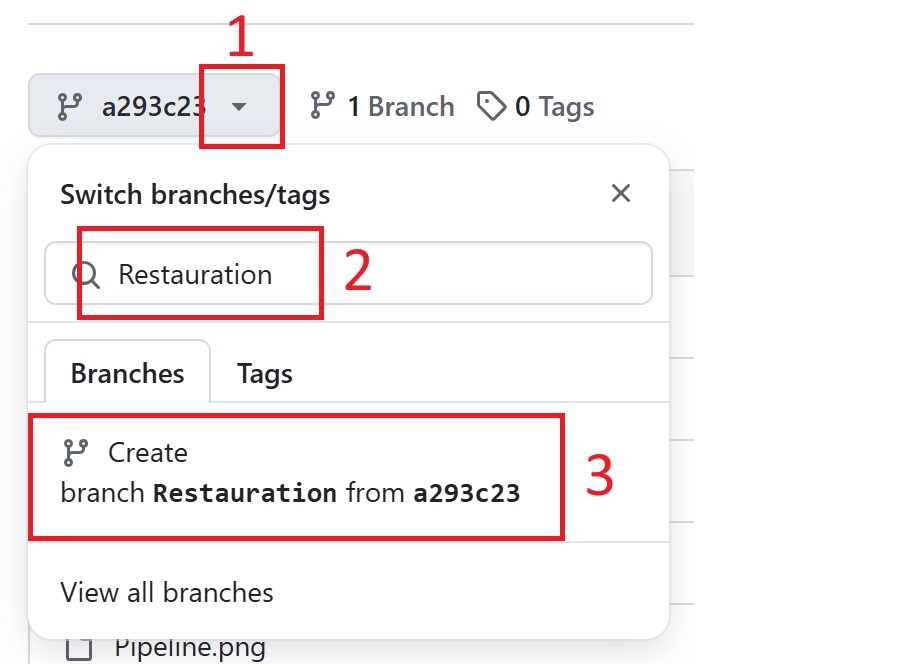 1
a293c23 1 Branch 0 Tags
Switch branches/tags
Restauration 2
Branches Tags
Create
branch Restauration from a293c23 3
View all branches
Pipeline.png